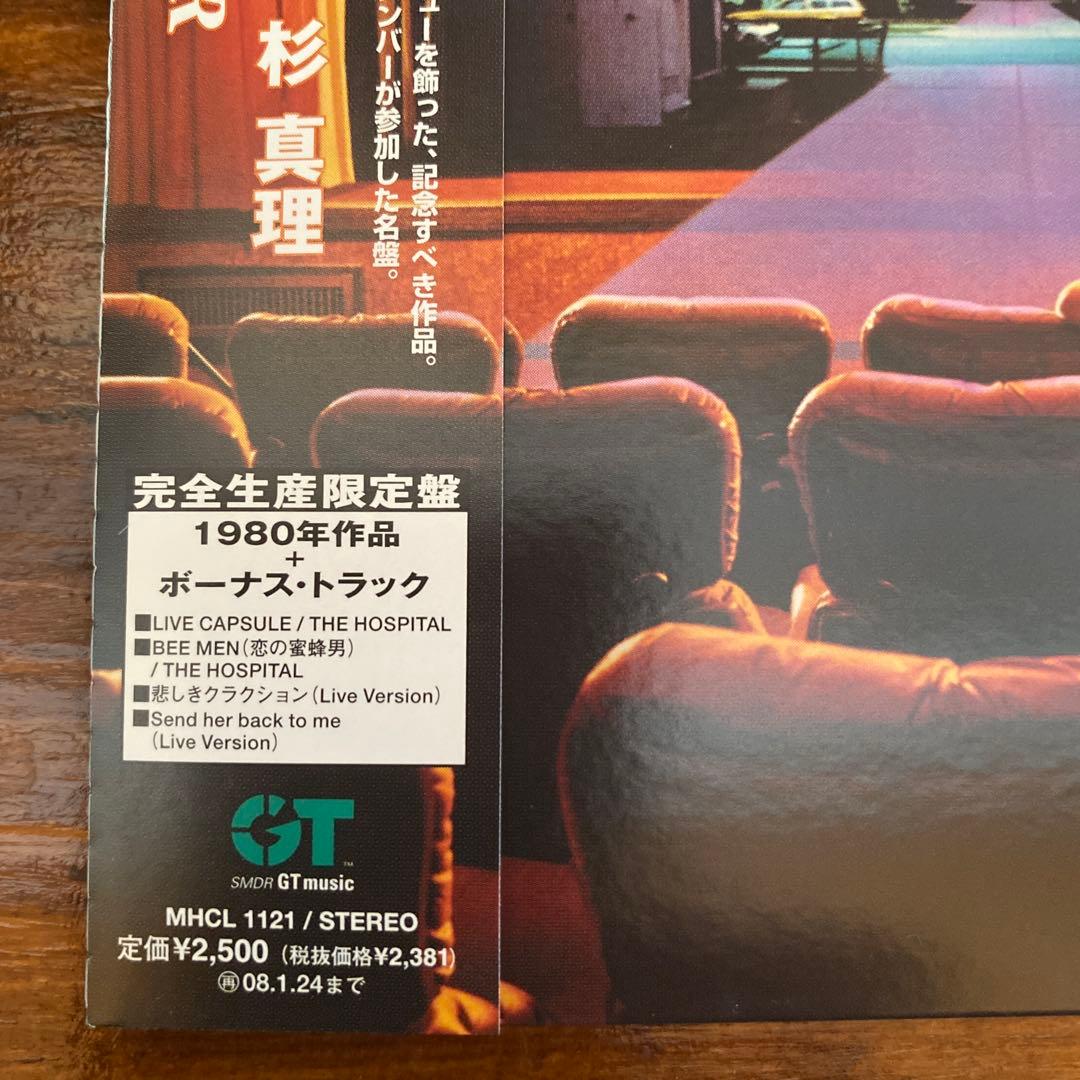 杉 真理
ューを飾った、記念すべき作品。
ンバーが参加した名盤。
完全生産限定盤
1980年作品
+
ボーナス・トラック
■LIVE CAPSULE / THE HOSPITAL
■BEE MEN(恋の蜜蜂男)
/ THE HOSPITAL
■悲しきクラクション(Live Version)
■Send her back to me
(Live Version)
GT
TM
SMDR GT music
MHCL 1121 / STEREO
定価¥2,500 (税抜価格¥2,381)
㊢08.1.24まで